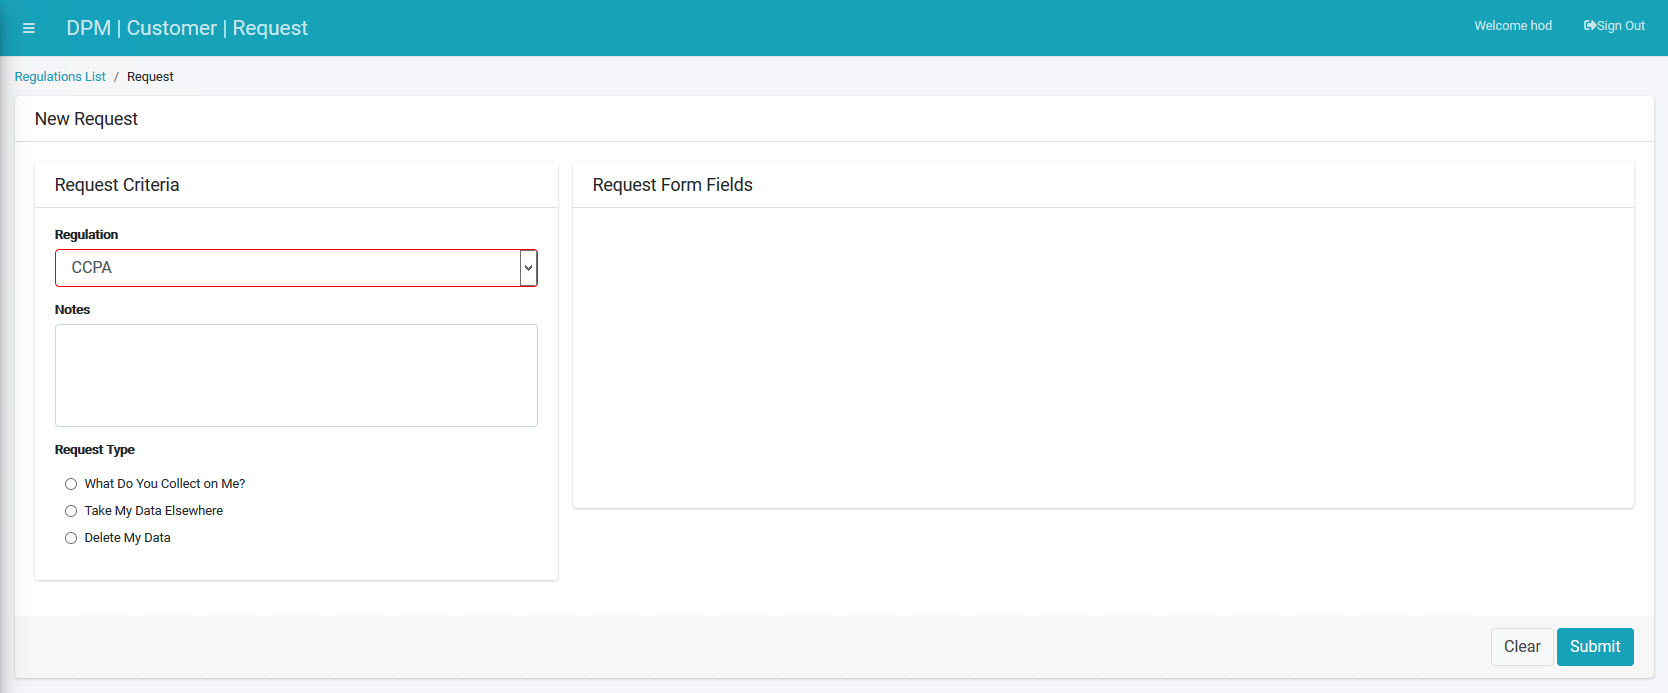 DPM | Customer | Request
Welcome hod
Sign Out
Regulations List / Request
New Request
Request Criteria
Regulation
CCPA
Notes
Request Type
What Do You Collect on Me?
Take My Data Elsewhere
Delete My Data
Request Form Fields
Clear
Submit